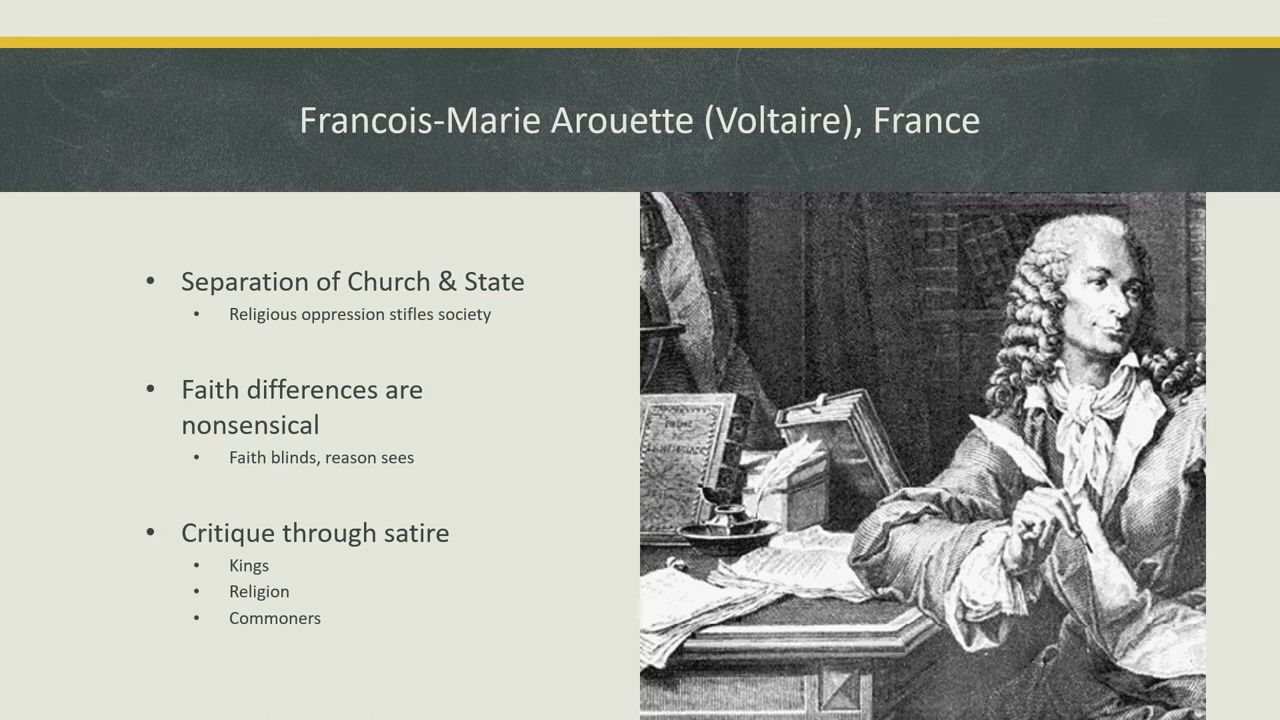 Francois-Marie Arouette (Voltaire), France
• Separation of Church & State
• Religious oppression stifles society
• Faith differences are
nonsensical
• Faith blinds, reason sees
• Critique through satire
• Kings
• Religion
• Commoners